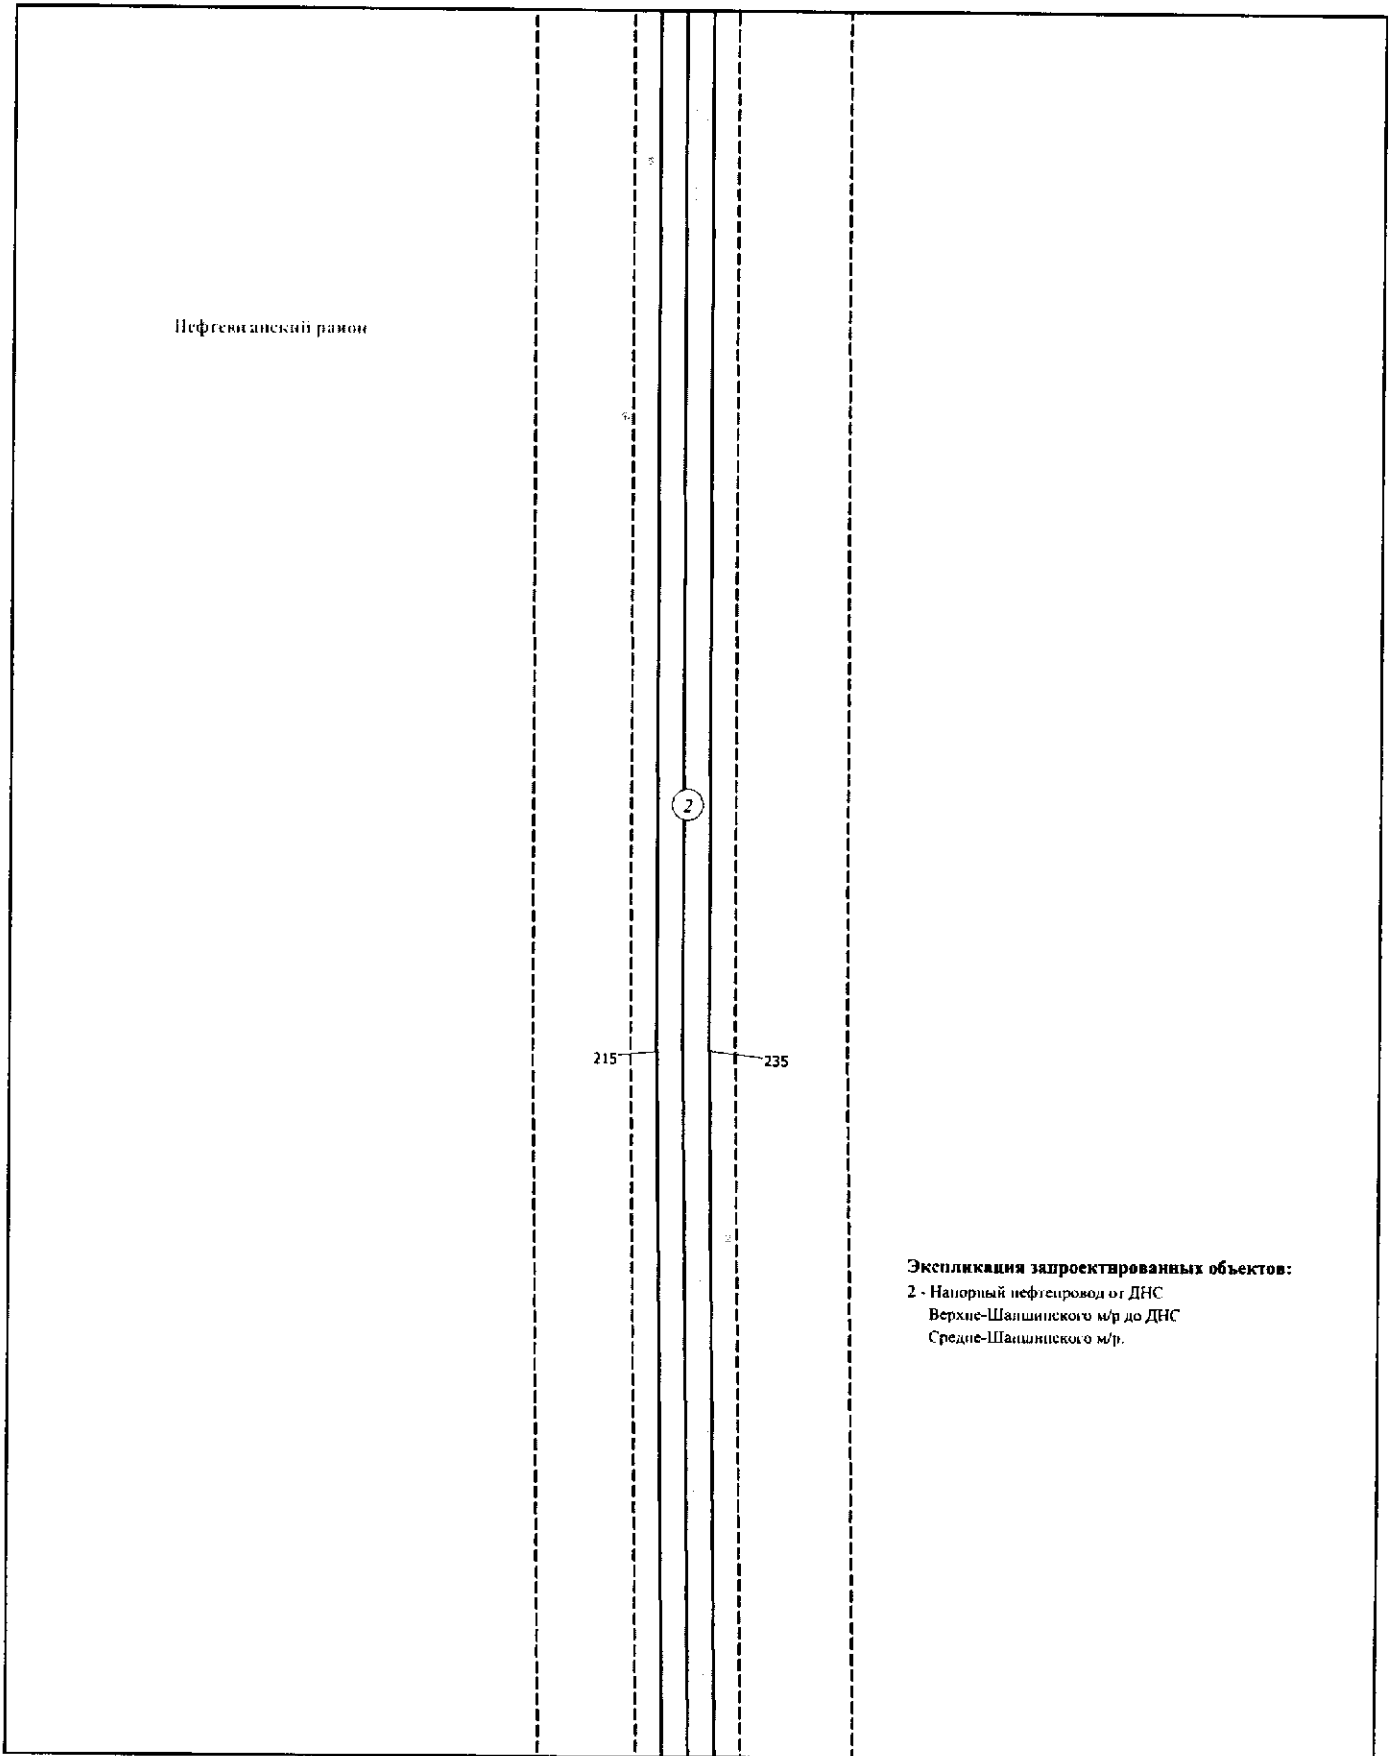 Нефтеюганский район
2
215
235
Экспликация запроектированных объектов:
2 - Напорный нефтепровод от ДНС
Верхне-Шапшинского м/р до ДНС
Средне-Шапшинского м/р.